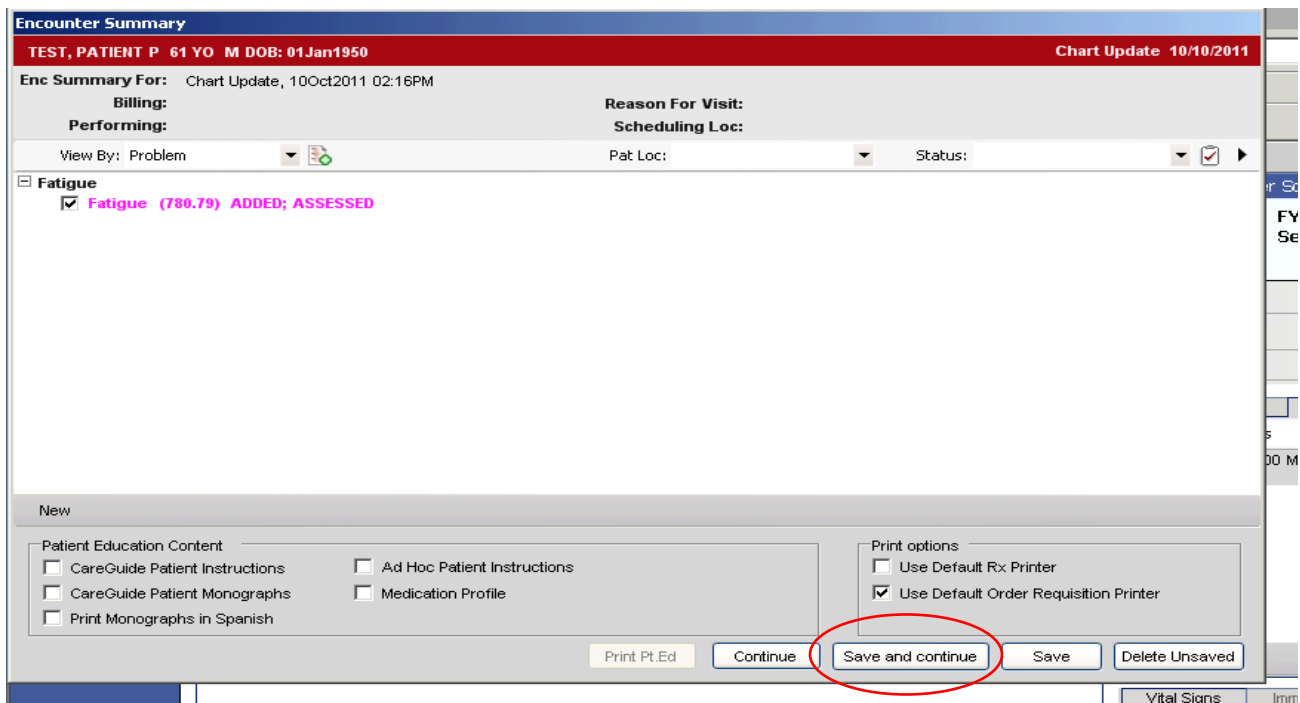 Encounter Summary
TEST, PATIENT P 61 YO M DOB: 01Jan1950 Chart Update 10/10/2011
Enc Summary For: Chart Update, 10Oct2011 02:16PM
Billing: Reason For Visit:
Performing: Scheduling Loc:
View By: Problem Pat Loc: Status:
Fatigue
Fatigue (780.79) ADDED; ASSESSED
New
Patient Education Content Print options
CareGuide Patient Instructions Ad Hoc Patient Instructions Use Default Rx Printer
CareGuide Patient Monographs Medication Profile Use Default Order Requisition Printer
Print Monographs in Spanish
Print Pt.Ed Continue Save and continue Save Delete Unsaved
Vital Signs
FY
Se